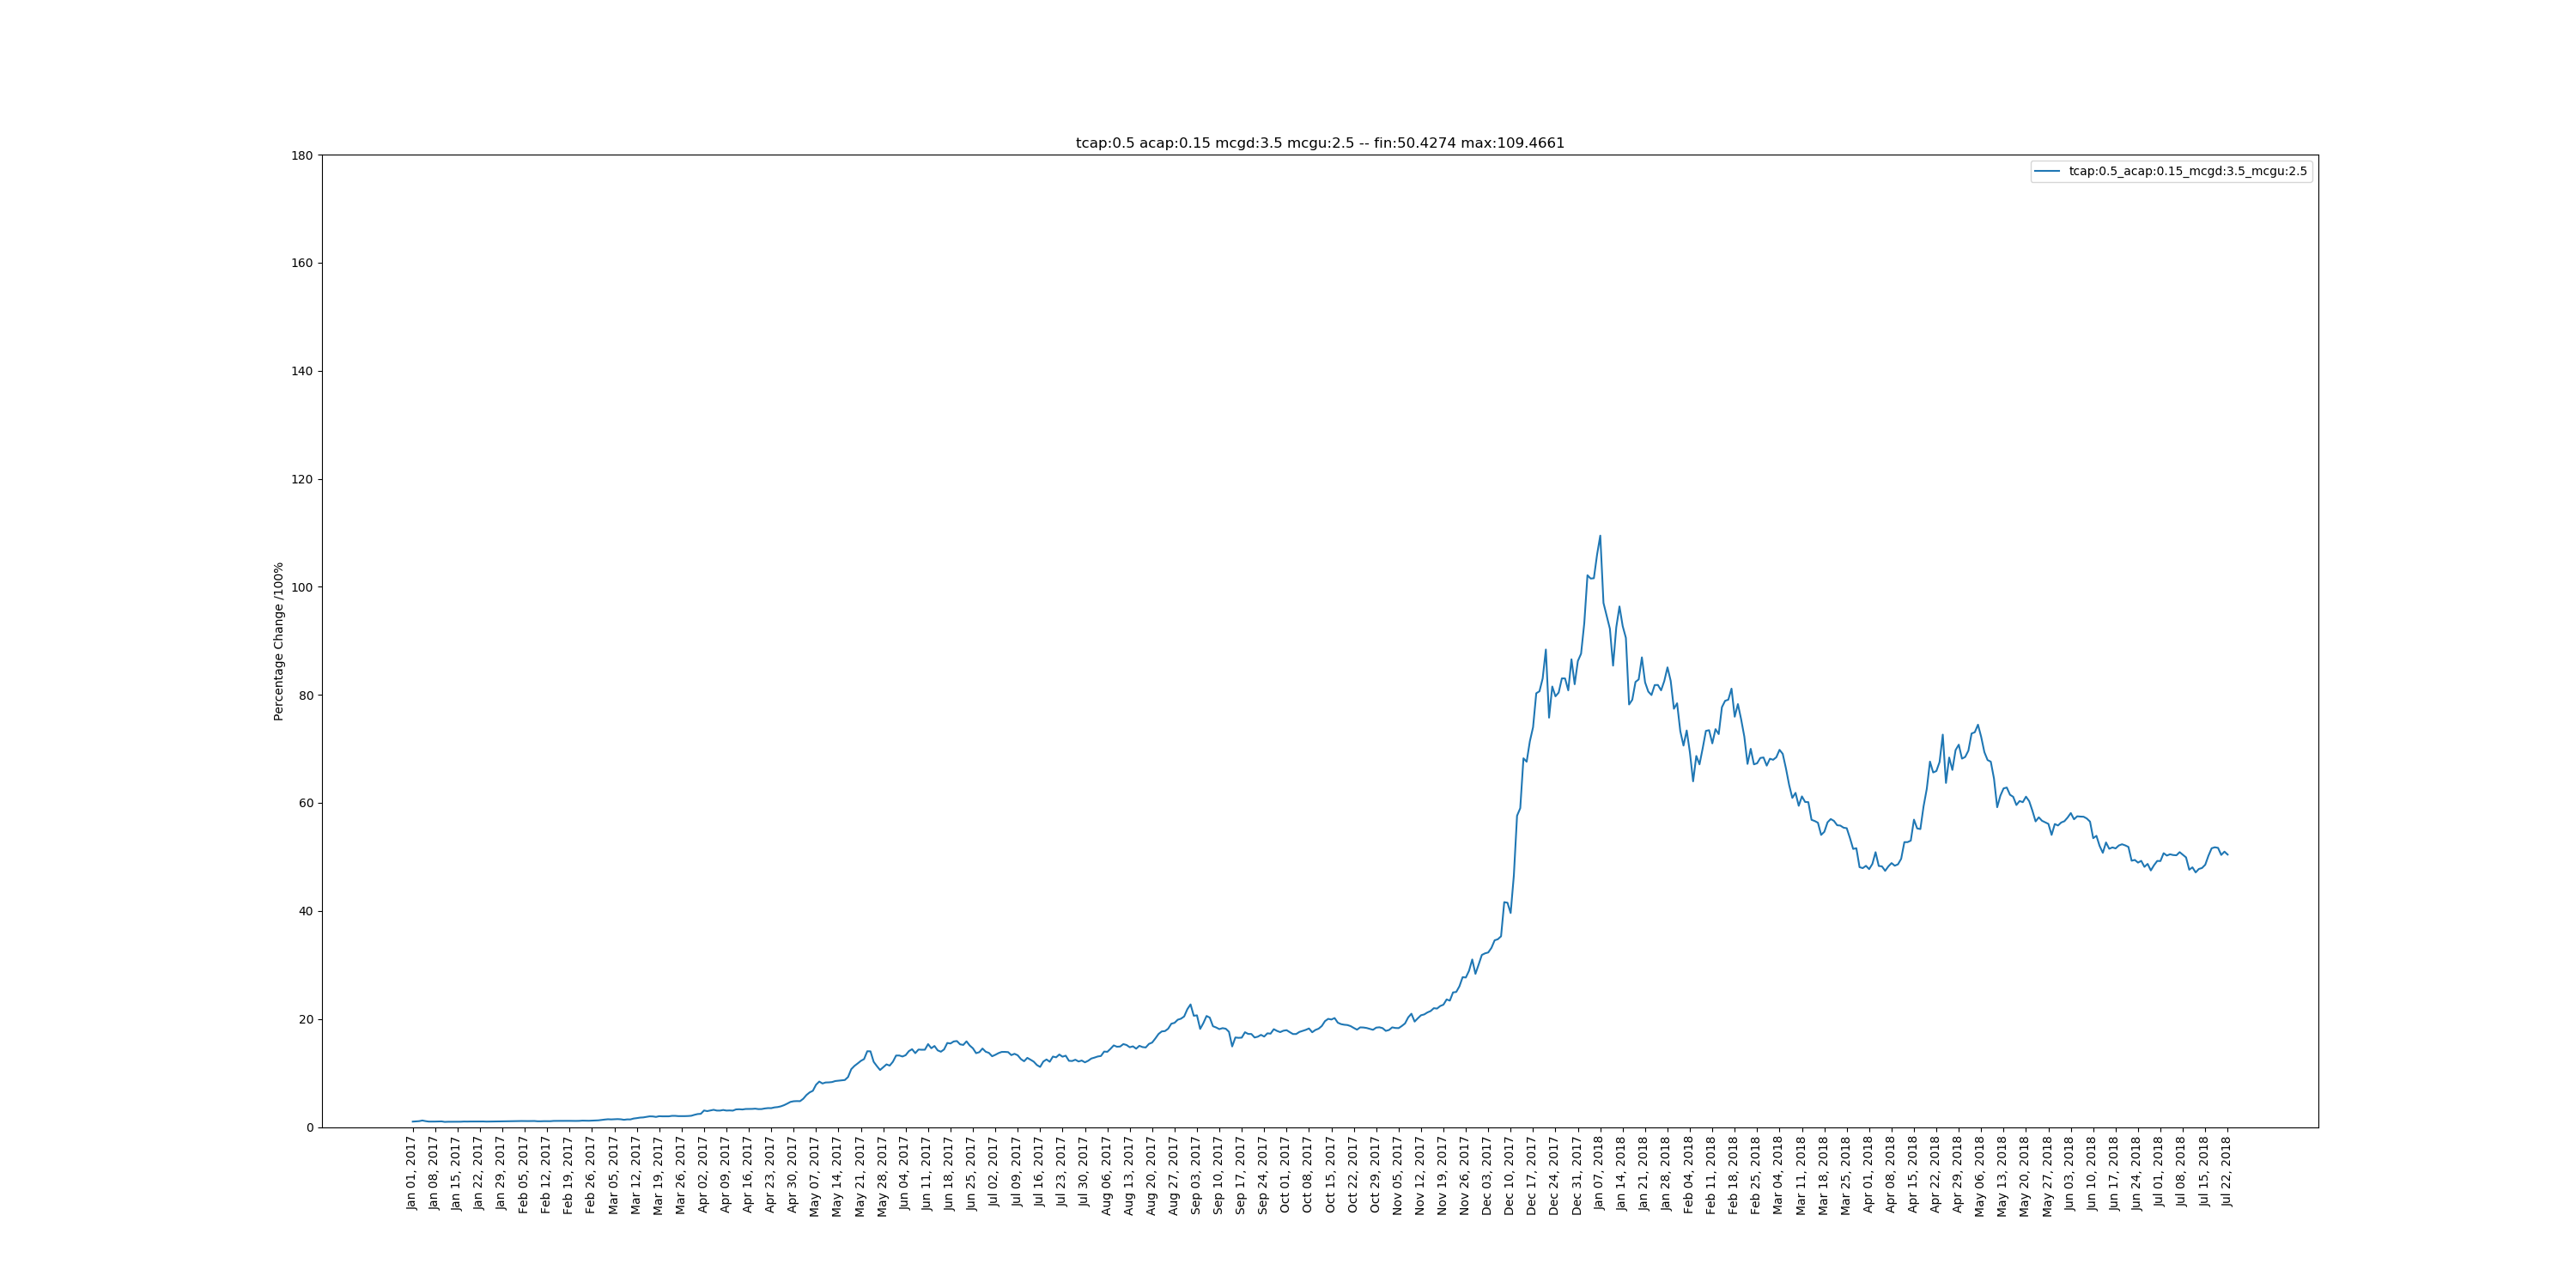 tcap:0.5 acap:0.15 mcgd:3.5 mcgu:2.5 -- fin:50.4274 max:109.4661
tcap:0.5_acap:0.15_mcgd:3.5_mcgu:2.5
Percentage Change /100%
180
160
140
120
100
80
60
40
20
0
Jan 01, 2017
Jan 08, 2017
Jan 15, 2017
Jan 22, 2017
Jan 29, 2017
Feb 05, 2017
Feb 12, 2017
Feb 19, 2017
Feb 26, 2017
Mar 05, 2017
Mar 12, 2017
Mar 19, 2017
Mar 26, 2017
Apr 02, 2017
Apr 09, 2017
Apr 16, 2017
Apr 23, 2017
Apr 30, 2017
May 07, 2017
May 14, 2017
May 21, 2017
May 28, 2017
Jun 04, 2017
Jun 11, 2017
Jun 18, 2017
Jun 25, 2017
Jul 02, 2017
Jul 09, 2017
Jul 16, 2017
Jul 23, 2017
Jul 30, 2017
Aug 06, 2017
Aug 13, 2017
Aug 20, 2017
Aug 27, 2017
Sep 03, 2017
Sep 10, 2017
Sep 17, 2017
Sep 24, 2017
Oct 01, 2017
Oct 08, 2017
Oct 15, 2017
Oct 22, 2017
Oct 29, 2017
Nov 05, 2017
Nov 12, 2017
Nov 19, 2017
Nov 26, 2017
Dec 03, 2017
Dec 10, 2017
Dec 17, 2017
Dec 24, 2017
Dec 31, 2017
Jan 07, 2018
Jan 14, 2018
Jan 21, 2018
Jan 28, 2018
Feb 04, 2018
Feb 11, 2018
Feb 18, 2018
Feb 25, 2018
Mar 04, 2018
Mar 11, 2018
Mar 18, 2018
Mar 25, 2018
Apr 01, 2018
Apr 08, 2018
Apr 15, 2018
Apr 22, 2018
Apr 29, 2018
May 06, 2018
May 13, 2018
May 20, 2018
May 27, 2018
Jun 03, 2018
Jun 10, 2018
Jun 17, 2018
Jun 24, 2018
Jul 01, 2018
Jul 08, 2018
Jul 15, 2018
Jul 22, 2018